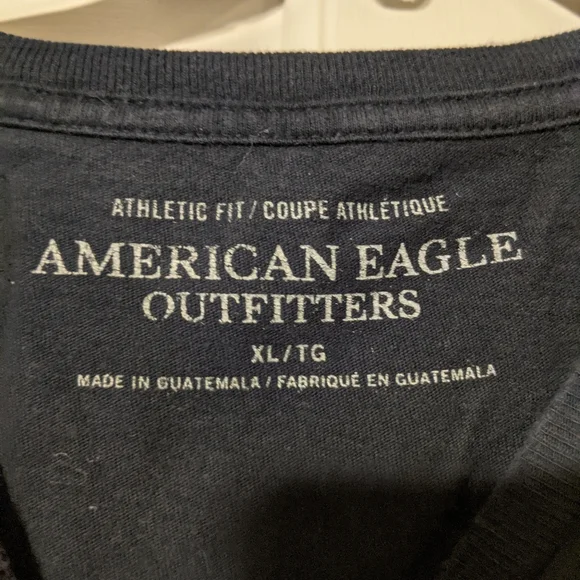 ATHLETIC FIT / COUPE ATHLÉTIQUE
AMERICAN EAGLE
OUTFITTERS
XL/TG
MADE IN GUATEMALA / FABRIQUÉ EN GUATEMALA